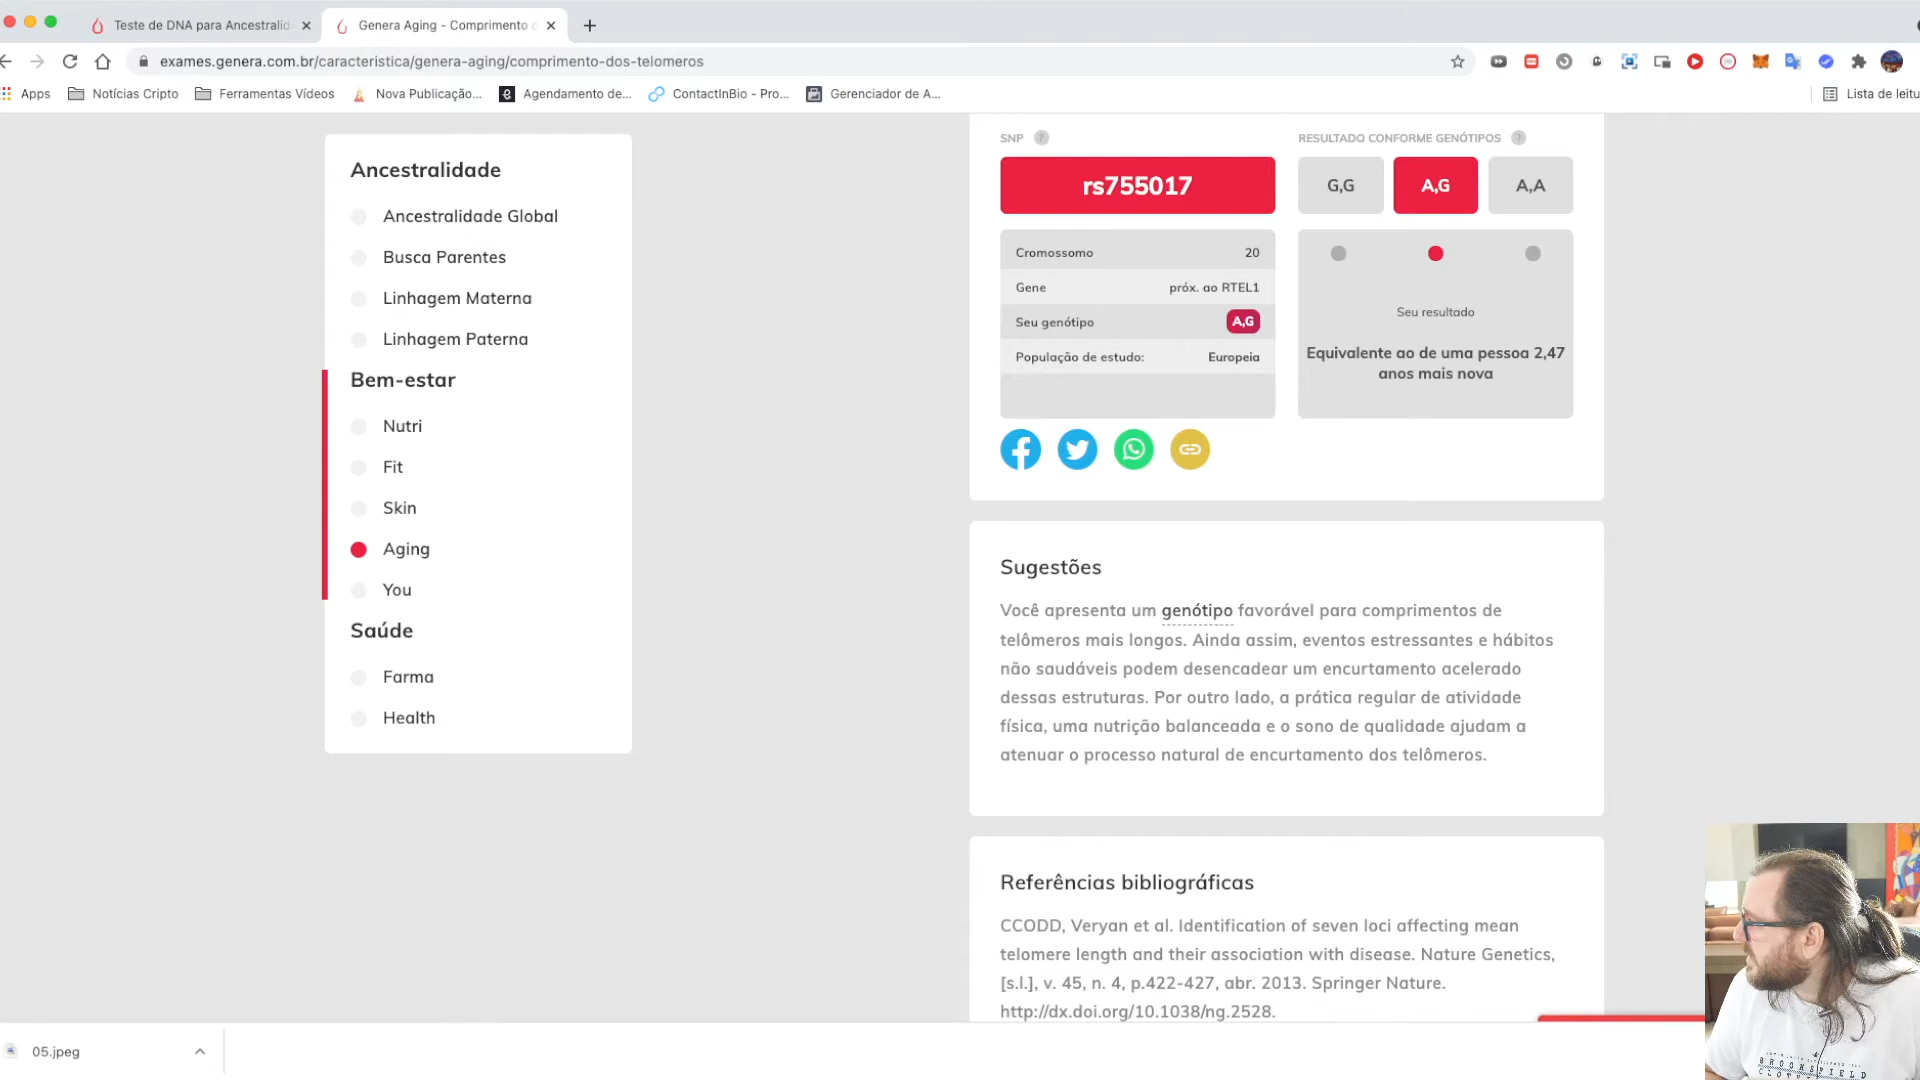 Teste de DNA para Ancestralid
Genera Aging - Comprimento d
exames.genera.com.br/caracteristica/genera-aging/comprimento-dos-telomeros
Apps
Notícias Cripto
Ferramentas Vídeos
Nova Publicação...
Agendamento de...
ContactInBio - Pro...
Gerenciador de A...
Lista de leitu
Ancestralidade
Ancestralidade Global
Busca Parentes
Linhagem Materna
Linhagem Paterna
Bem-estar
Nutri
Fit
Skin
Aging
You
Saúde
Farma
Health
SNP ?
rs755017
Cromossomo 20
Gene próx. ao RTEL1
Seu genótipo A,G
População de estudo: Europeia
RESULTADO CONFORME GENÓTIPOS ?
G,G A,G A,A
Seu resultado
Equivalente ao de uma pessoa 2,47
anos mais nova
Sugestões
Você apresenta um genótipo favorável para comprimentos de
telômeros mais longos. Ainda assim, eventos estressantes e hábitos
não saudáveis podem desencadear um encurtamento acelerado
dessas estruturas. Por outro lado, a prática regular de atividade
física, uma nutrição balanceada e o sono de qualidade ajudam a
atenuar o processo natural de encurtamento dos telômeros.
Referências bibliográficas
CCODD, Veryan et al. Identification of seven loci affecting mean
telomere length and their association with disease. Nature Genetics,
[s.l.], v. 45, n. 4, p.422-427, abr. 2013. Springer Nature.
http://dx.doi.org/10.1038/ng.2528.
05.jpeg
BROOKSFIELD